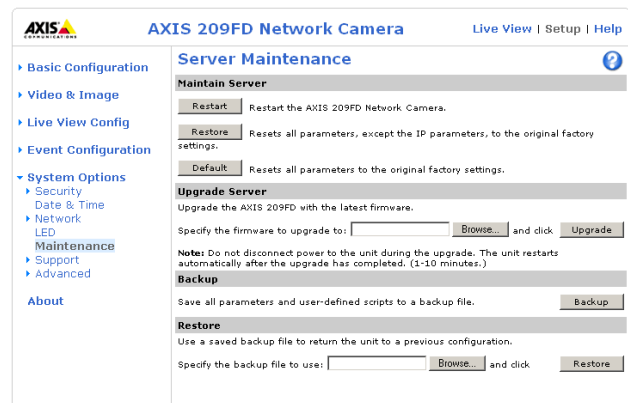 AXIS
COMMUNICATIONS
AXIS 209FD Network Camera
Live View | Setup | Help
Basic Configuration
Video & Image
Live View Config
Event Configuration
System Options
Security
Date & Time
Network
LED
Maintenance
Support
Advanced
About
Server Maintenance
?
Maintain Server
Restart Restart the AXIS 209FD Network Camera.
Restore Resets all parameters, except the IP parameters, to the original factory
settings.
Default Resets all parameters to the original factory settings.
Upgrade Server
Upgrade the AXIS 209FD with the latest firmware.
Specify the firmware to upgrade to: Browse... and click Upgrade
Note: Do not disconnect power to the unit during the upgrade. The unit restarts
automatically after the upgrade has completed. (1-10 minutes.)
Backup
Save all parameters and user-defined scripts to a backup file. Backup
Restore
Use a saved backup file to return the unit to a previous configuration.
Specify the backup file to use: Browse... and click Restore